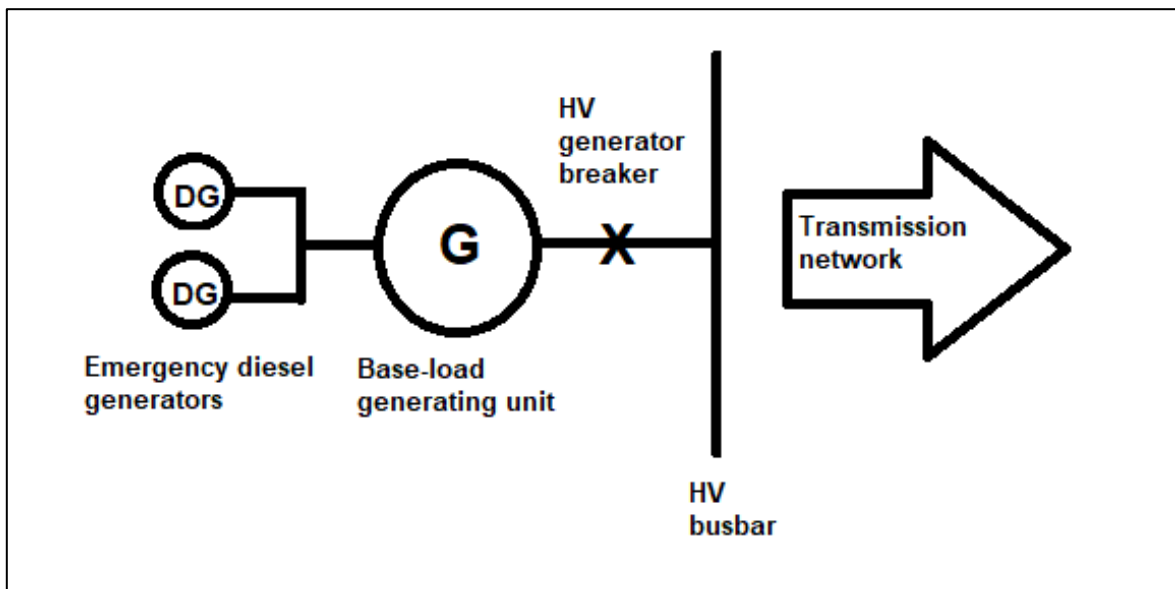 HV
generator
breaker
DG
DG
G
X
Transmission
network
Emergency diesel
generators
Base-load
generating unit
HV
busbar